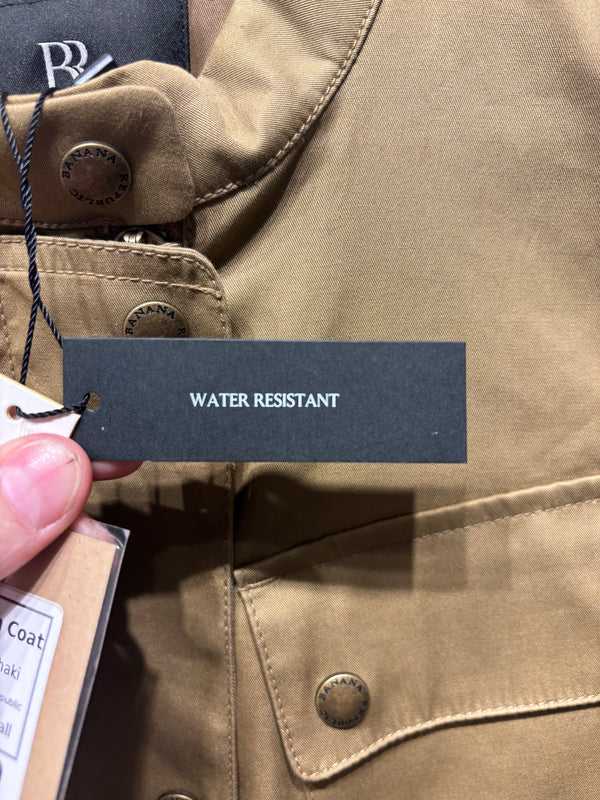 BR
BANANA REPUBLIC
BANANA
WATER RESISTANT
Coat
haki
public
all
BANANA REPUBLIC